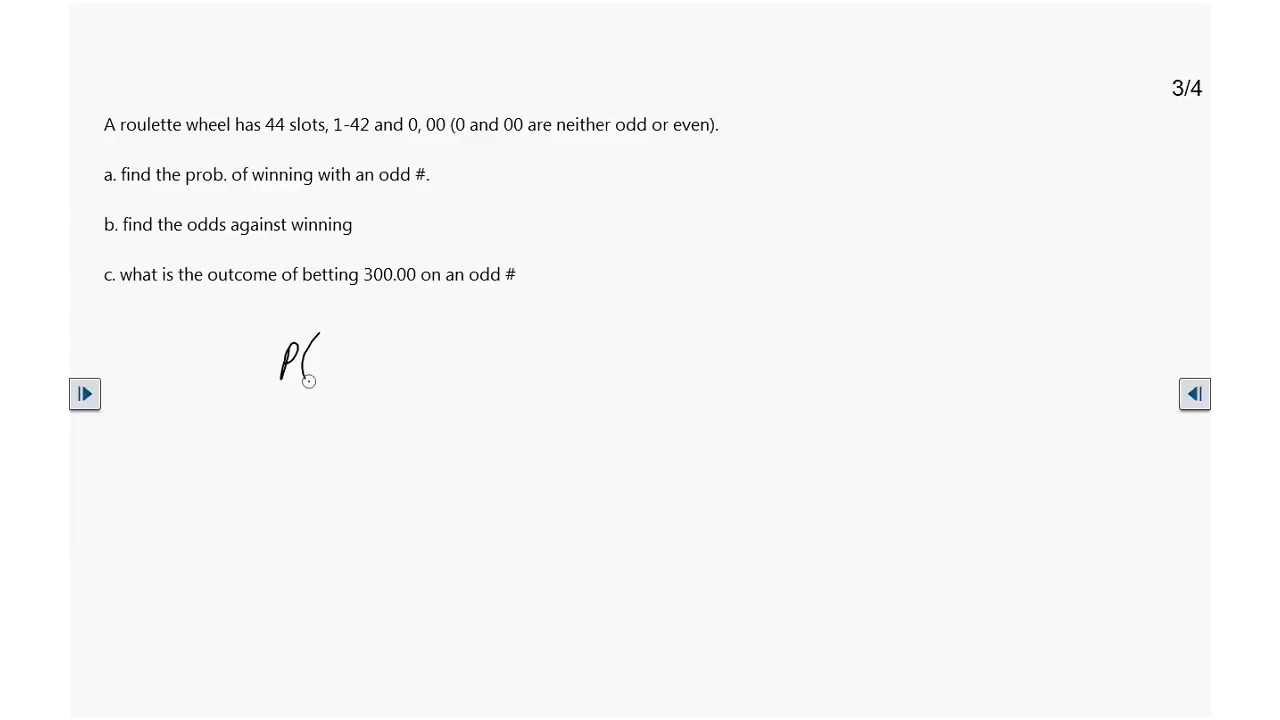 3/4
A roulette wheel has 44 slots, 1-42 and 0, 00 (0 and 00 are neither odd or even).
a. find the prob. of winning with an odd #.
b. find the odds against winning
c. what is the outcome of betting 300.00 on an odd #
P(